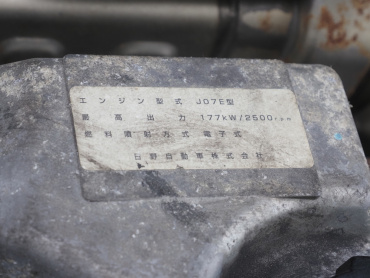 エンジン型式 J07E型
最高出力 177kW/2500rpm
燃料噴射方式電子式
日野自動車株式会社